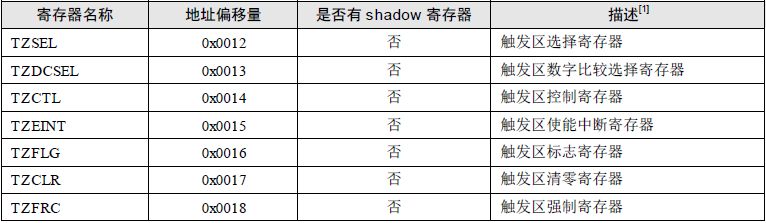 寄存器名称 地址偏移量 是否有 shadow 寄存器 描述[1]
TZSEL 0x0012 否 触发区选择寄存器
TZDCSEL 0x0013 否 触发区数字比较选择寄存器
TZCTL 0x0014 否 触发区控制寄存器
TZEINT 0x0015 否 触发区使能中断寄存器
TZFLG 0x0016 否 触发区标志寄存器
TZCLR 0x0017 否 触发区清零寄存器
TZFRC 0x0018 否 触发区强制寄存器